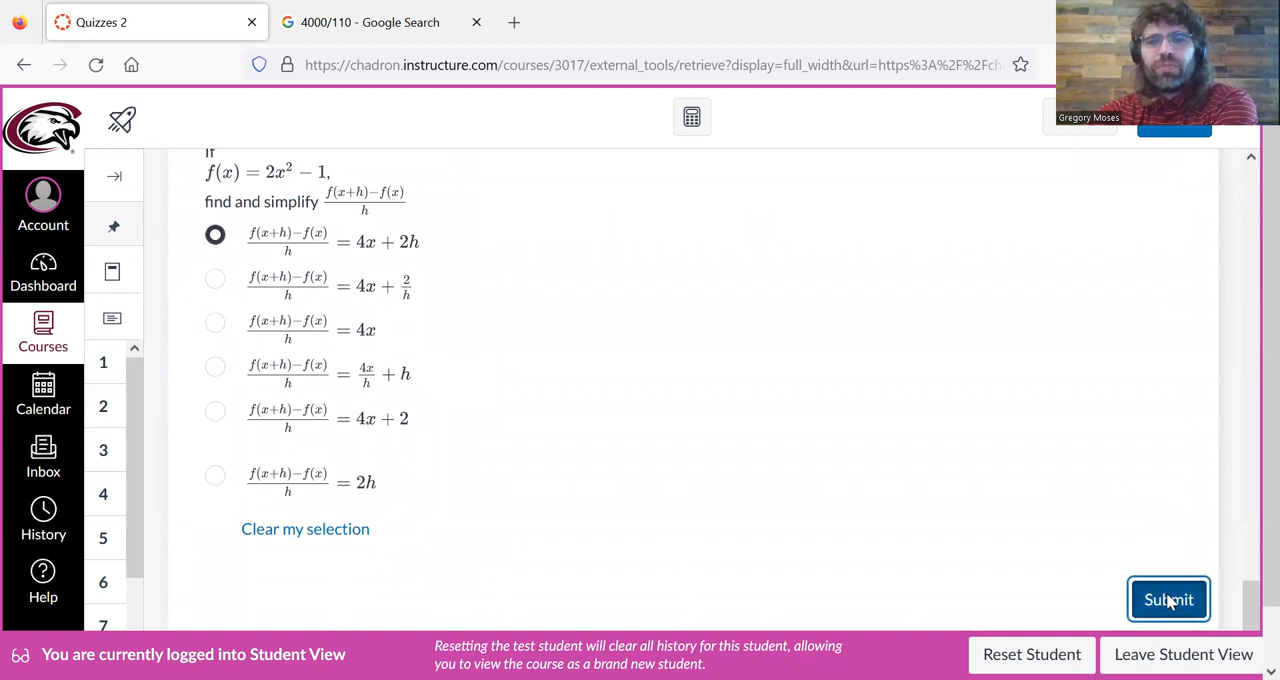 Quizzes 2
4000/110 - Google Search
https://chadron.instructure.com/courses/3017/external_tools/retrieve?display=full_width&url=https%3A%2F%2Fch
Gregory Moses
Account
Dashboard
Courses
Calendar
Inbox
History
Help
1
2
3
4
5
6
7
If
f(x) = 2x² − 1,
find and simplify (f(x+h)−f(x))/h
(f(x+h)−f(x))/h = 4x + 2h
(f(x+h)−f(x))/h = 4x + 2/h
(f(x+h)−f(x))/h = 4x
(f(x+h)−f(x))/h = 4x/h + h
(f(x+h)−f(x))/h = 4x + 2
(f(x+h)−f(x))/h = 2h
Clear my selection
Submit
You are currently logged into Student View
Resetting the test student will clear all history for this student, allowing
you to view the course as a brand new student.
Reset Student
Leave Student View